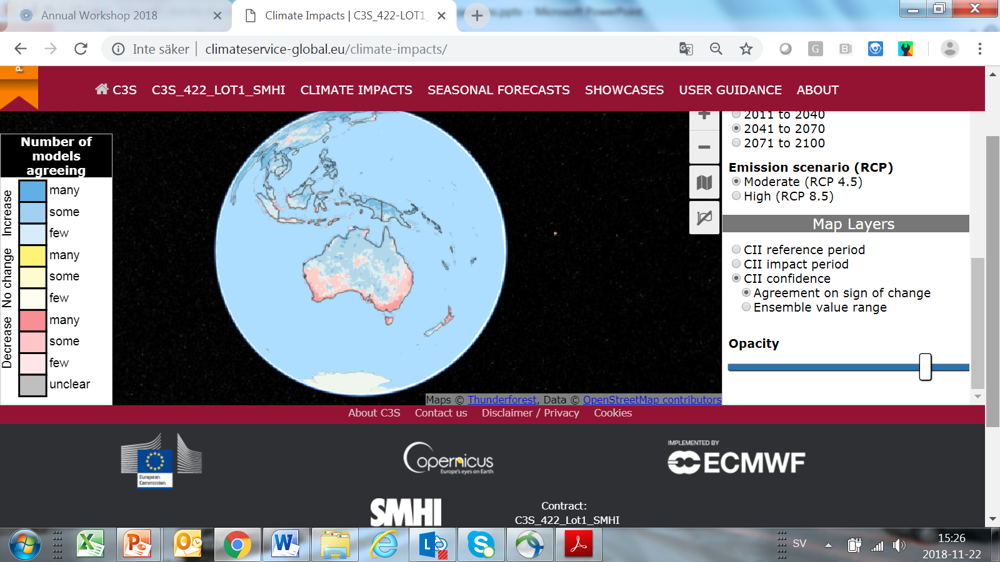 Annual Workshop 2018
Climate Impacts | C3S_422-LOT1_
.pptx - Microsoft PowerPoint
Inte säker
climateservice-global.eu/climate-impacts/
C3S
C3S_422_LOT1_SMHI
CLIMATE IMPACTS
SEASONAL FORECASTS
SHOWCASES
USER GUIDANCE
ABOUT
Number of
models
agreeing
Increase
many
some
few
No change
many
some
few
Decrease
many
some
few
unclear
2011 to 2040
2041 to 2070
2071 to 2100
Emission scenario (RCP)
Moderate (RCP 4.5)
High (RCP 8.5)
Map Layers
CII reference period
CII impact period
CII confidence
Agreement on sign of change
Ensemble value range
Opacity
Maps © Thunderforest, Data © OpenStreetMap contributors
About C3S
Contact us
Disclaimer / Privacy
Cookies
European
Commission
Copernicus
Europe's eyes on Earth
IMPLEMENTED BY
ECMWF
SMHI
Contract:
C3S_422_Lot1_SMHI
SV
15:26
2018-11-22